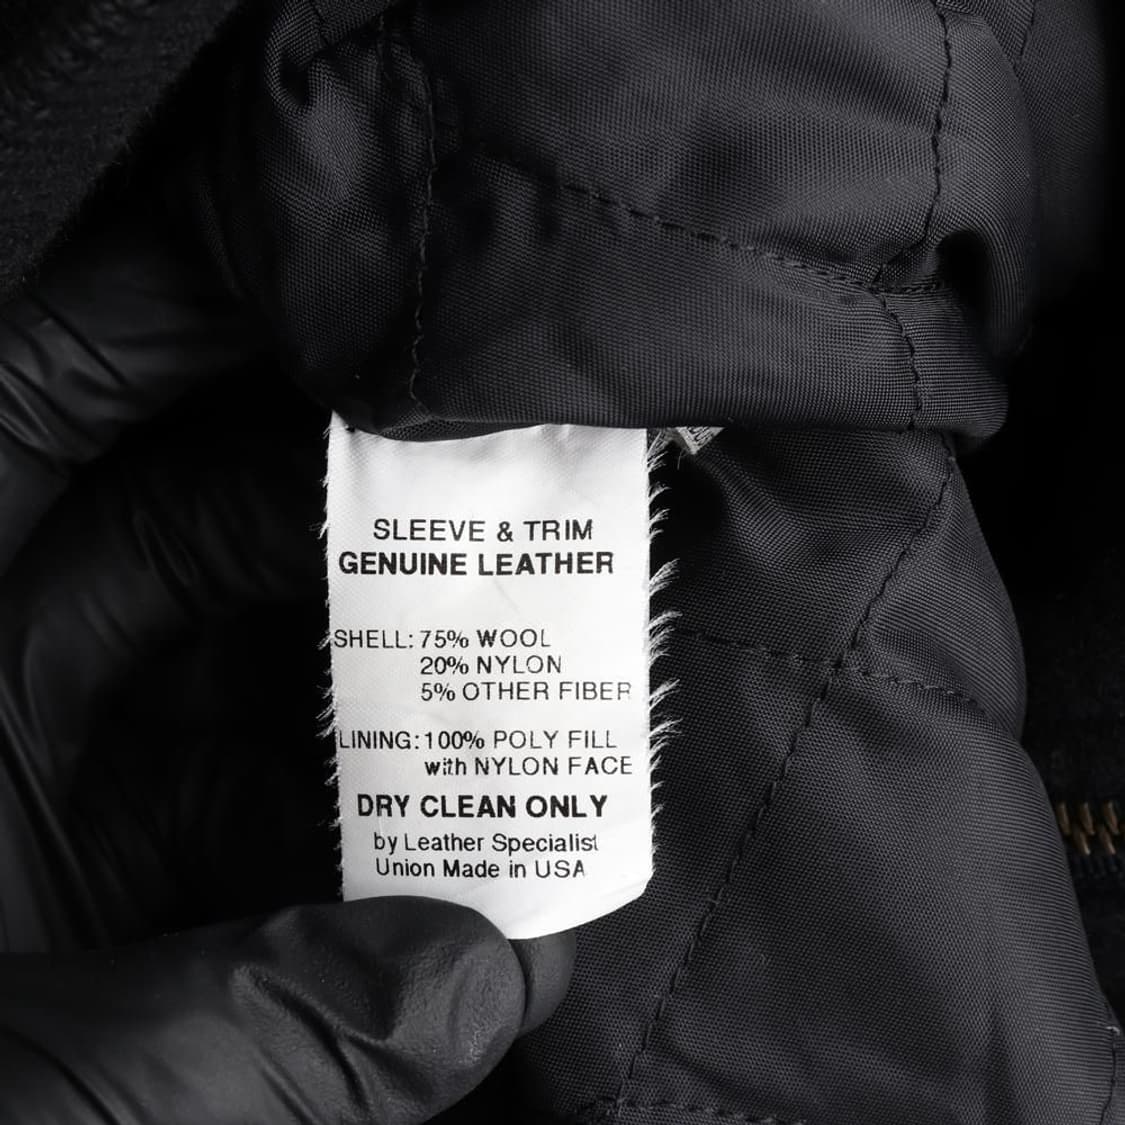 SLEEVE & TRIM
GENUINE LEATHER
SHELL: 75% WOOL
20% NYLON
5% OTHER FIBER
LINING: 100% POLY FILL
with NYLON FACE
DRY CLEAN ONLY
by Leather Specialist
Union Made in USA